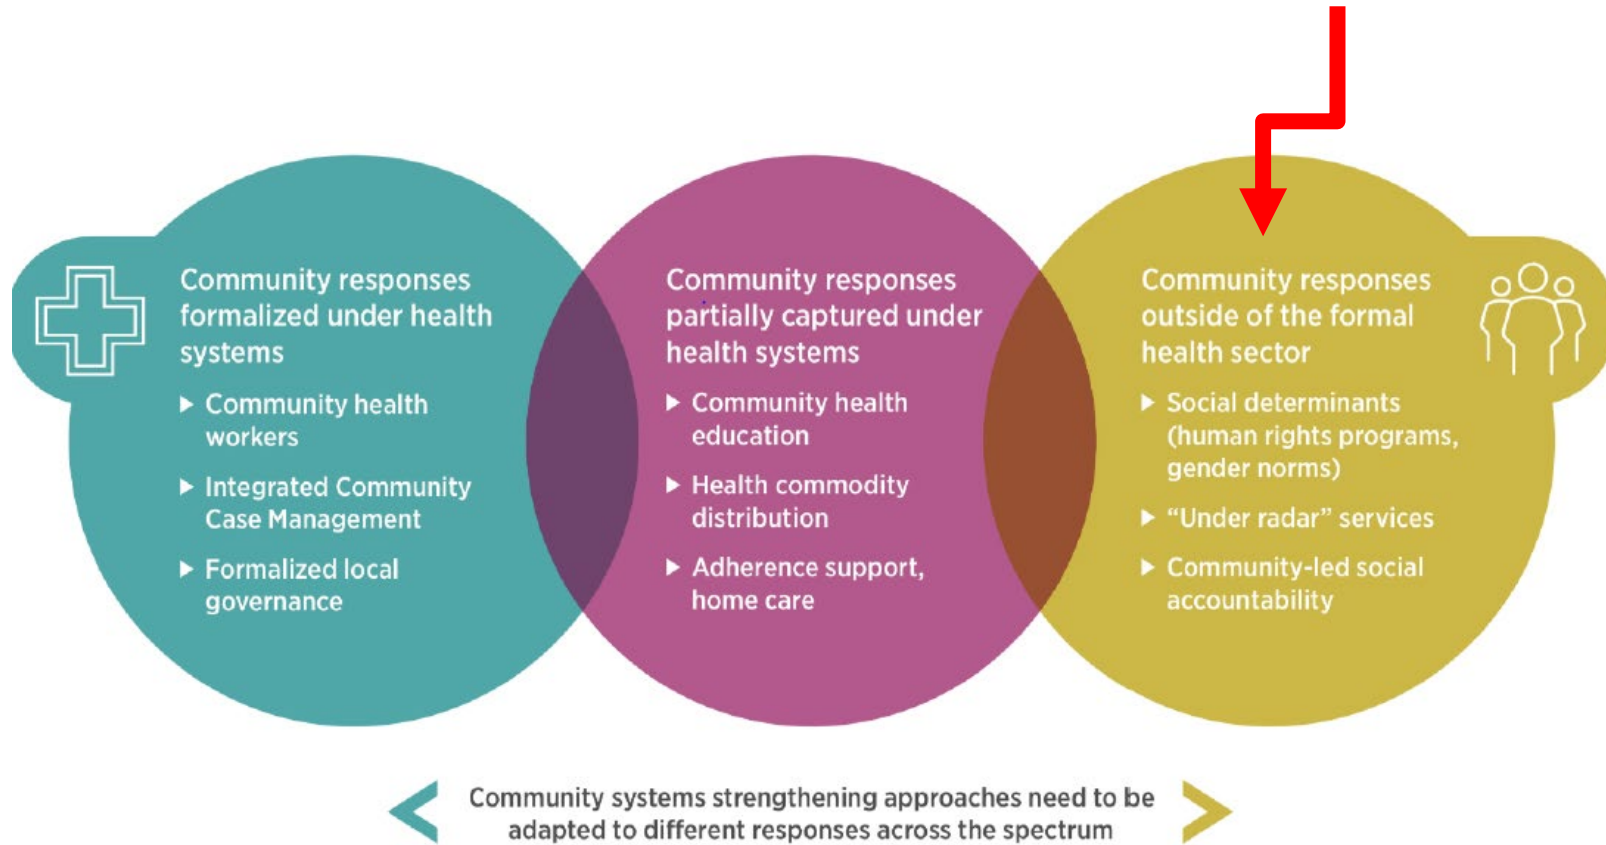 Community responses
formalized under health
systems
▶ Community health
workers
▶ Integrated Community
Case Management
▶ Formalized local
governance
Community responses
partially captured under
health systems
▶ Community health
education
▶ Health commodity
distribution
▶ Adherence support,
home care
Community responses
outside of the formal
health sector
▶ Social determinants
(human rights programs,
gender norms)
▶ “Under radar” services
▶ Community-led social
accountability
Community systems strengthening approaches need to be
adapted to different responses across the spectrum